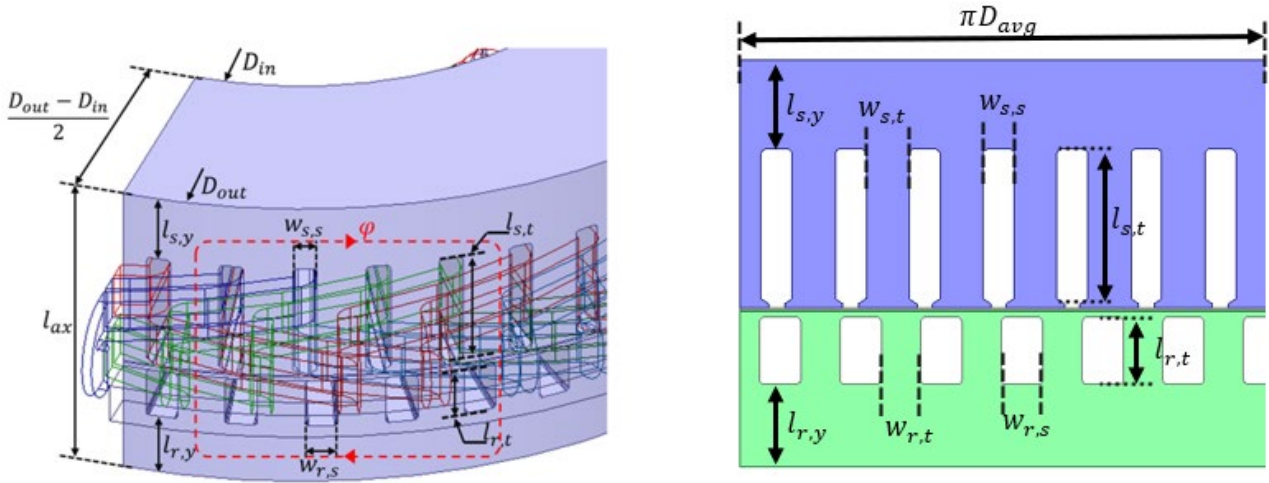 D_in
D_out - D_in
2
D_out
l_s,y
w_s,s
φ
l_s,t
l_ax
l_r,y
w_r,s
l_r,t
πD_avg
l_s,y
w_s,t
w_s,s
l_s,t
l_r,t
l_r,y
w_r,t
w_r,s